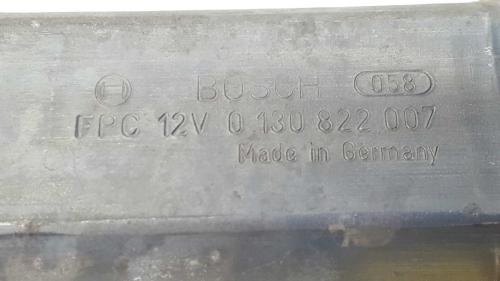 BOSCH 058
FPC 12V 0 130 822 007
Made in Germany